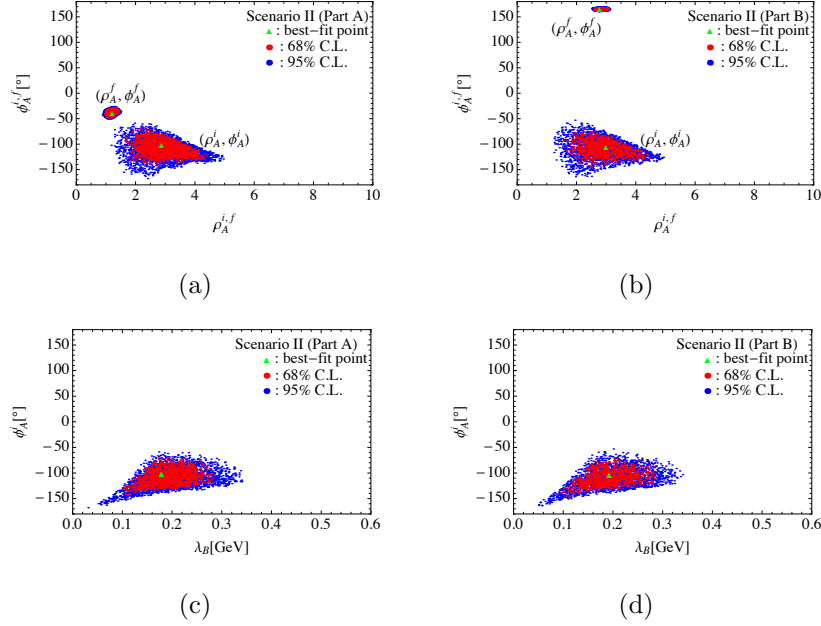 Scenario II (Part A)
▲: best−fit point
●: 68% C.L.
●: 95% C.L.
(ρ_A^f, ϕ_A^f)
(ρ_A^i, ϕ_A^i)
150
100
50
0
−50
−100
−150
ϕ_A^{i,f}[°]
0 2 4 6 8 10
ρ_A^{i,f}
(a)
Scenario II (Part B)
▲: best−fit point
●: 68% C.L.
●: 95% C.L.
(ρ_A^f, ϕ_A^f)
(ρ_A^i, ϕ_A^i)
150
100
50
0
−50
−100
−150
ϕ_A^{i,f}[°]
0 2 4 6 8 10
ρ_A^{i,f}
(b)
Scenario II (Part A)
▲: best−fit point
●: 68% C.L.
●: 95% C.L.
150
100
50
0
−50
−100
−150
ϕ_A^i[°]
0.0 0.1 0.2 0.3 0.4 0.5 0.6
λ_B[GeV]
(c)
Scenario II (Part B)
▲: best−fit point
●: 68% C.L.
●: 95% C.L.
150
100
50
0
−50
−100
−150
ϕ_A^i[°]
0.0 0.1 0.2 0.3 0.4 0.5 0.6
λ_B[GeV]
(d)